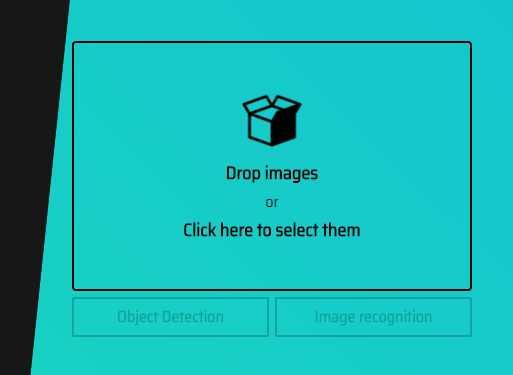 Drop images
or
Click here to select them
Object Detection
Image recognition